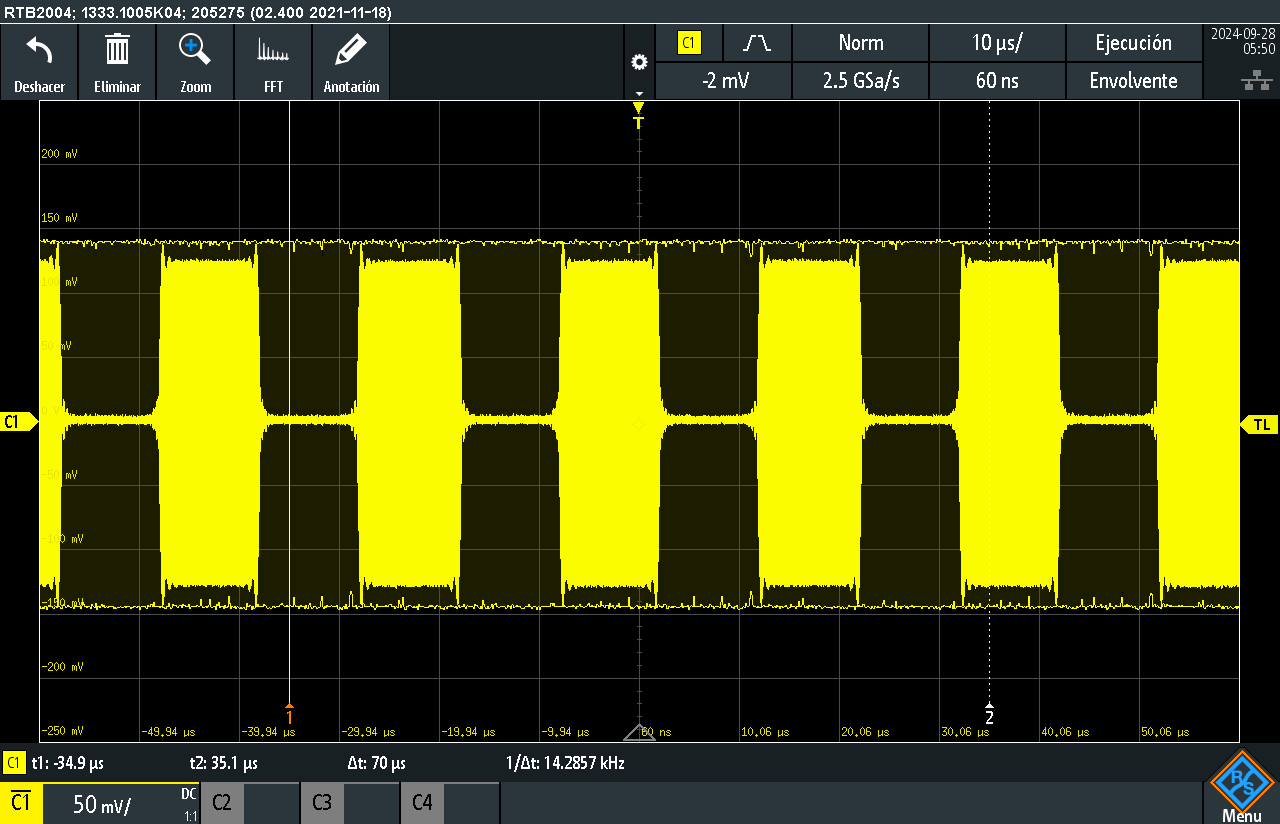 RTB2004; 1333.1005K04; 205275 (02.400 2021-11-18)
Deshacer
Eliminar
Zoom
FFT
Anotación
C1
Norm
10 µs/
Ejecución
-2 mV
2.5 GSa/s
60 ns
Envolvente
2024-09-28
05:50
T
200 mV
150 mV
100 mV
50 mV
0 V
-50 mV
-100 mV
-150 mV
-200 mV
-250 mV
C1
TL
1
2
-49.94 µs
-39.94 µs
-29.94 µs
-19.94 µs
-9.94 µs
60 ns
10.06 µs
20.06 µs
30.06 µs
40.06 µs
50.06 µs
C1 t1: -34.9 µs t2: 35.1 µs Δt: 70 µs 1/Δt: 14.2857 kHz
C1 50 mV/ DC 1:1
C2
C3
C4
R&S
Menu